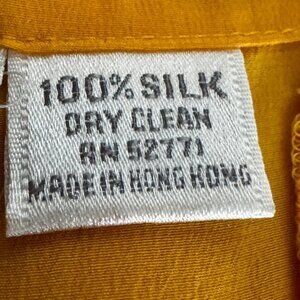 100% SILK
DRY CLEAN
RN 52771
MADE IN HONG KONG